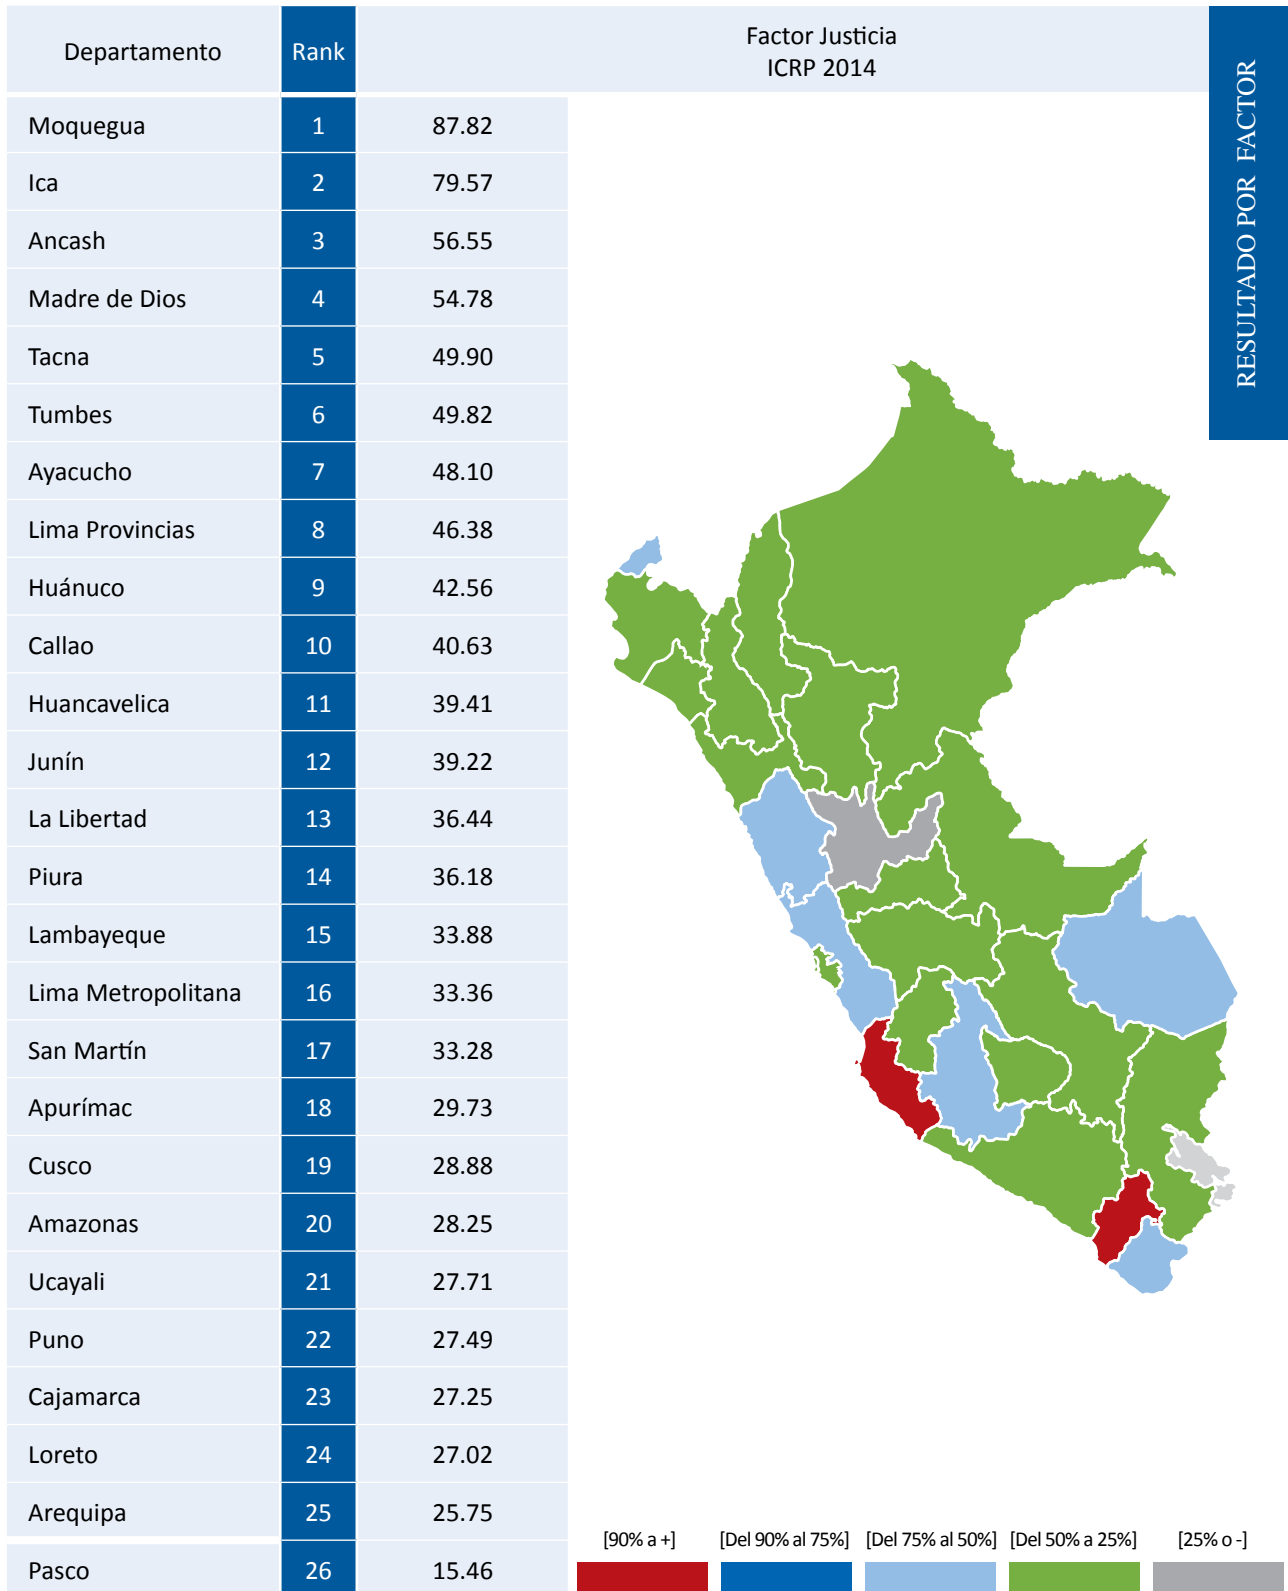 Departamento Rank Factor Justicia
ICRP 2014
RESULTADO POR FACTOR
Moquegua 1 87.82
Ica 2 79.57
Ancash 3 56.55
Madre de Dios 4 54.78
Tacna 5 49.90
Tumbes 6 49.82
Ayacucho 7 48.10
Lima Provincias 8 46.38
Huánuco 9 42.56
Callao 10 40.63
Huancavelica 11 39.41
Junín 12 39.22
La Libertad 13 36.44
Piura 14 36.18
Lambayeque 15 33.88
Lima Metropolitana 16 33.36
San Martín 17 33.28
Apurímac 18 29.73
Cusco 19 28.88
Amazonas 20 28.25
Ucayali 21 27.71
Puno 22 27.49
Cajamarca 23 27.25
Loreto 24 27.02
Arequipa 25 25.75
Pasco 26 15.46
[90% a +] [Del 90% al 75%] [Del 75% al 50%] [Del 50% a 25%] [25% o -]